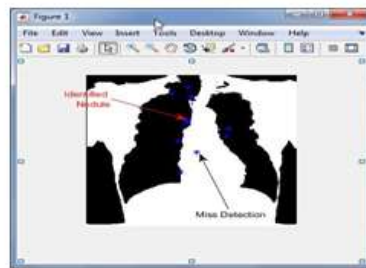 Figure 1
File Edit View Insert Tools Desktop Window Help
Identified
Nodule
Miss Detection